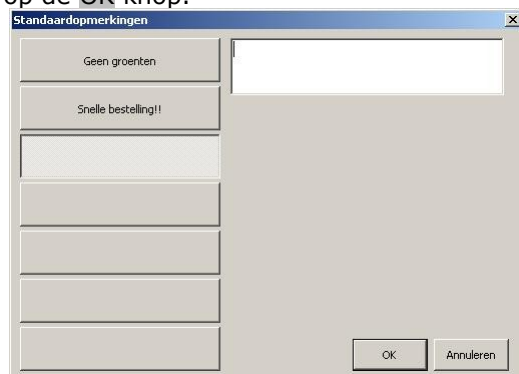 op de OK knop.
Standaardopmerkingen
Geen groenten
Snelle bestelling!!
OK
Annuleren